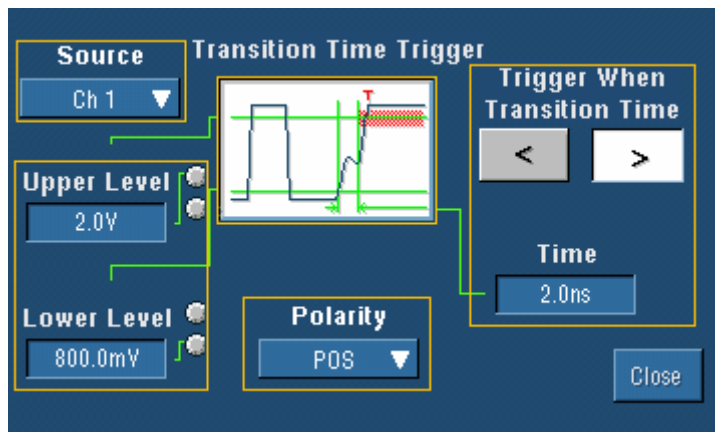 Transition Time Trigger
Source
Ch 1
T
Upper Level
2.0V
Lower Level
800.0mV
Polarity
POS
Trigger When
Transition Time
<
>
Time
2.0ns
Close